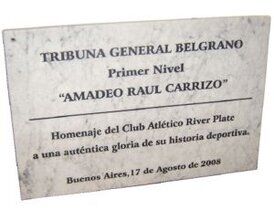 TRIBUNA GENERAL BELGRANO
Primer Nivel
“AMADEO RAUL CARRIZO”
Homenaje del Club Atlético River Plate
a una auténtica gloria de su historia deportiva.
Buenos Aires,17 de Agosto de 2008